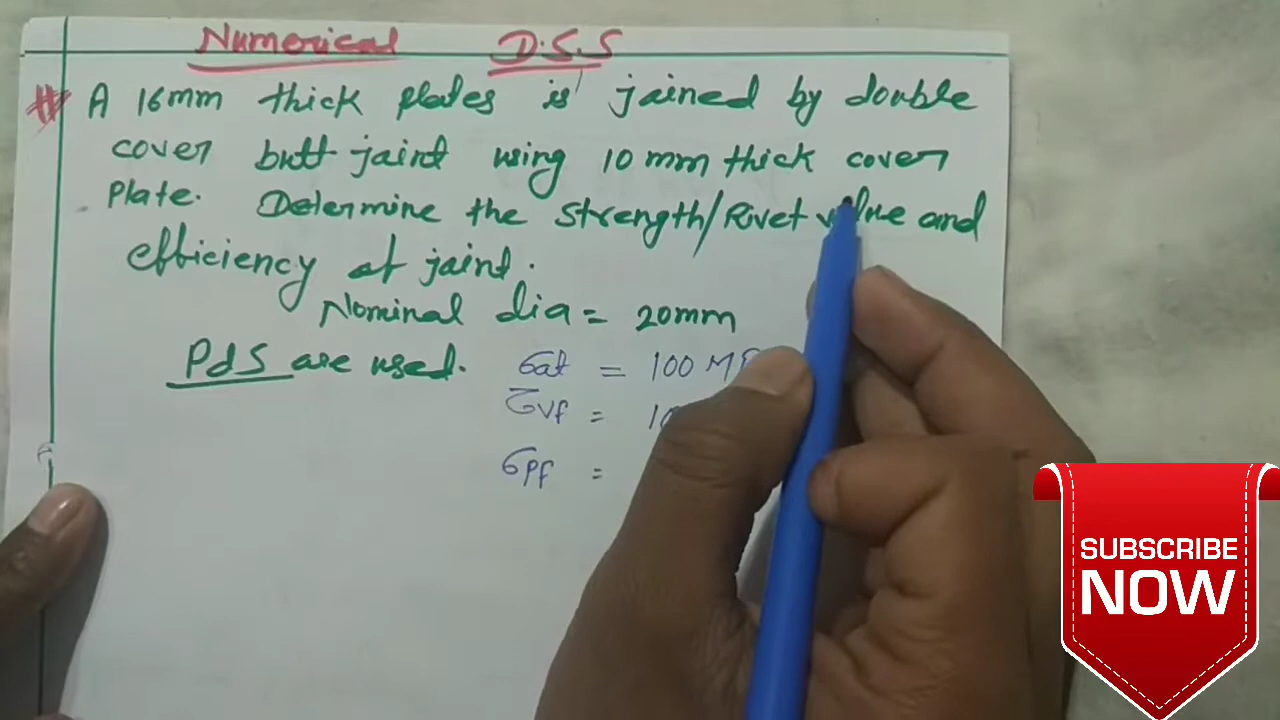 Numerical D.S.S
# A 16mm thick plates is jained by double
cover butt jaint using 10 mm thick cover
Plate. Determine the Strength/Rivet value and
efficiency of jaint.
Nominal dia = 20mm
PdS are used. σat = 100 M
τvf =
σpf =
SUBSCRIBE
NOW